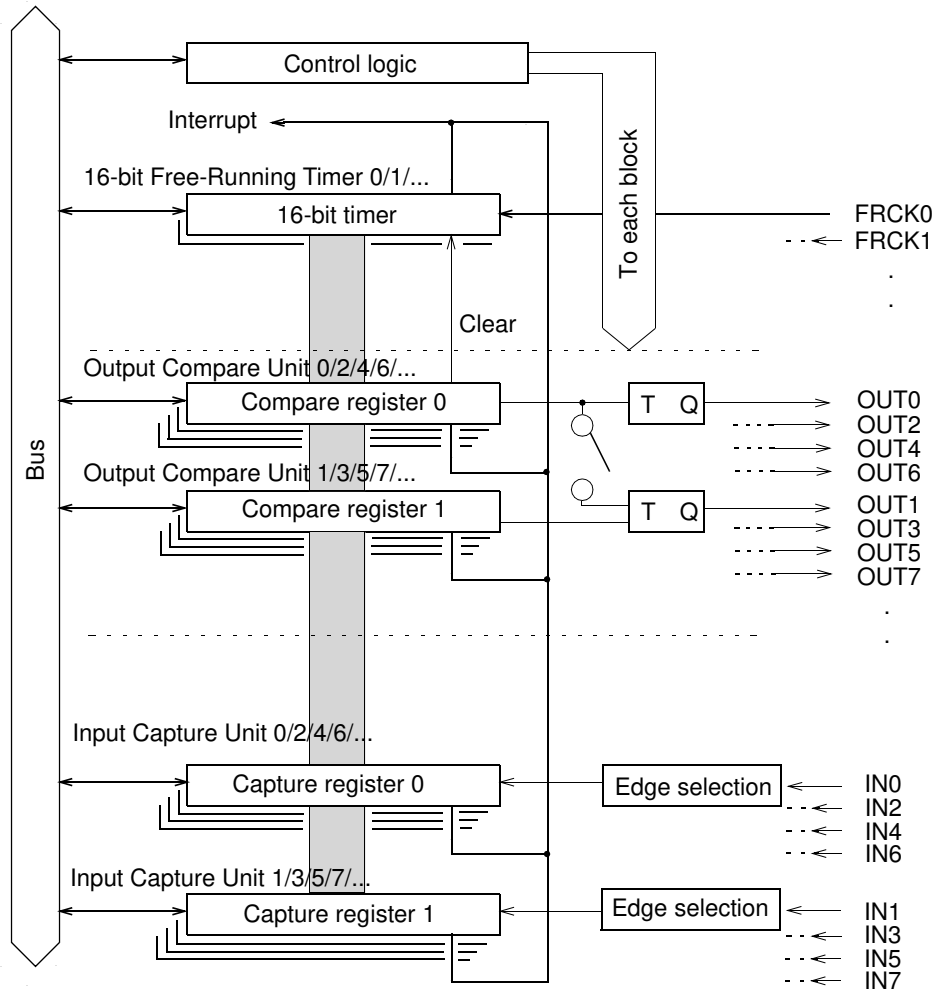 Control logic
Interrupt
16-bit Free-Running Timer 0/1/...
16-bit timer
To each block
FRCK0
FRCK1
.
.
Clear
Bus
Output Compare Unit 0/2/4/6/...
Compare register 0
T Q
OUT0
OUT2
OUT4
OUT6
Output Compare Unit 1/3/5/7/...
Compare register 1
T Q
OUT1
OUT3
OUT5
OUT7
.
.
Input Capture Unit 0/2/4/6/...
Capture register 0
Edge selection
IN0
IN2
IN4
IN6
Input Capture Unit 1/3/5/7/...
Capture register 1
Edge selection
IN1
IN3
IN5
IN7